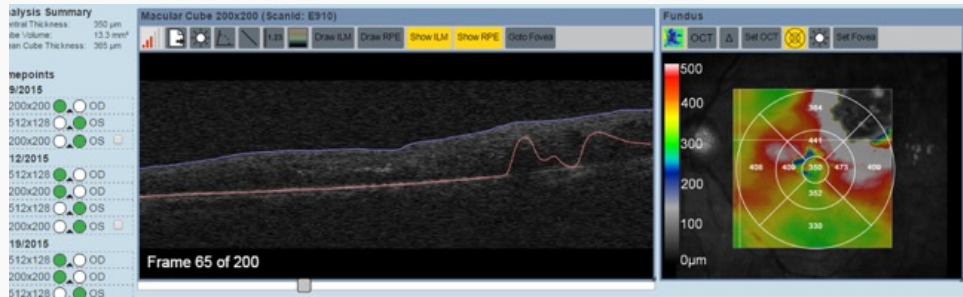 alysis Summary
ntral Thickness: 350 µm
be Volume: 13.3 mm³
an Cube Thickness: 365 µm
mepoints
9/2015
200x200 OD
512x128 OS
200x200 OS
12/2015
512x128 OD
200x200 OD
512x128 OS
200x200 OS
19/2015
512x128 OD
200x200 OD
512x128 OS
Macular Cube 200x200 (ScanId: E910)
1.23 Draw ILM Draw RPE Show ILM Show RPE Goto Fovea
Frame 65 of 200
Fundus
OCT Δ Set OCT Set Fovea
500
400
300
200
100
0µm
384
441
408 350 473
352
330